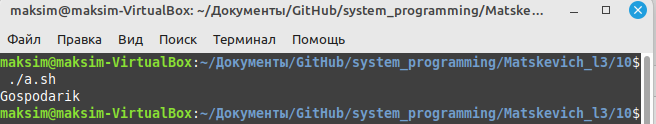 maksim@maksim-VirtualBox: ~/Документы/GitHub/system_programming/Matske...
Файл Правка Вид Поиск Терминал Помощь
maksim@maksim-VirtualBox:~/Документы/GitHub/system_programming/Matskevich_l3/10$
./a.sh
Gospodarik
maksim@maksim-VirtualBox:~/Документы/GitHub/system_programming/Matskevich_l3/10$